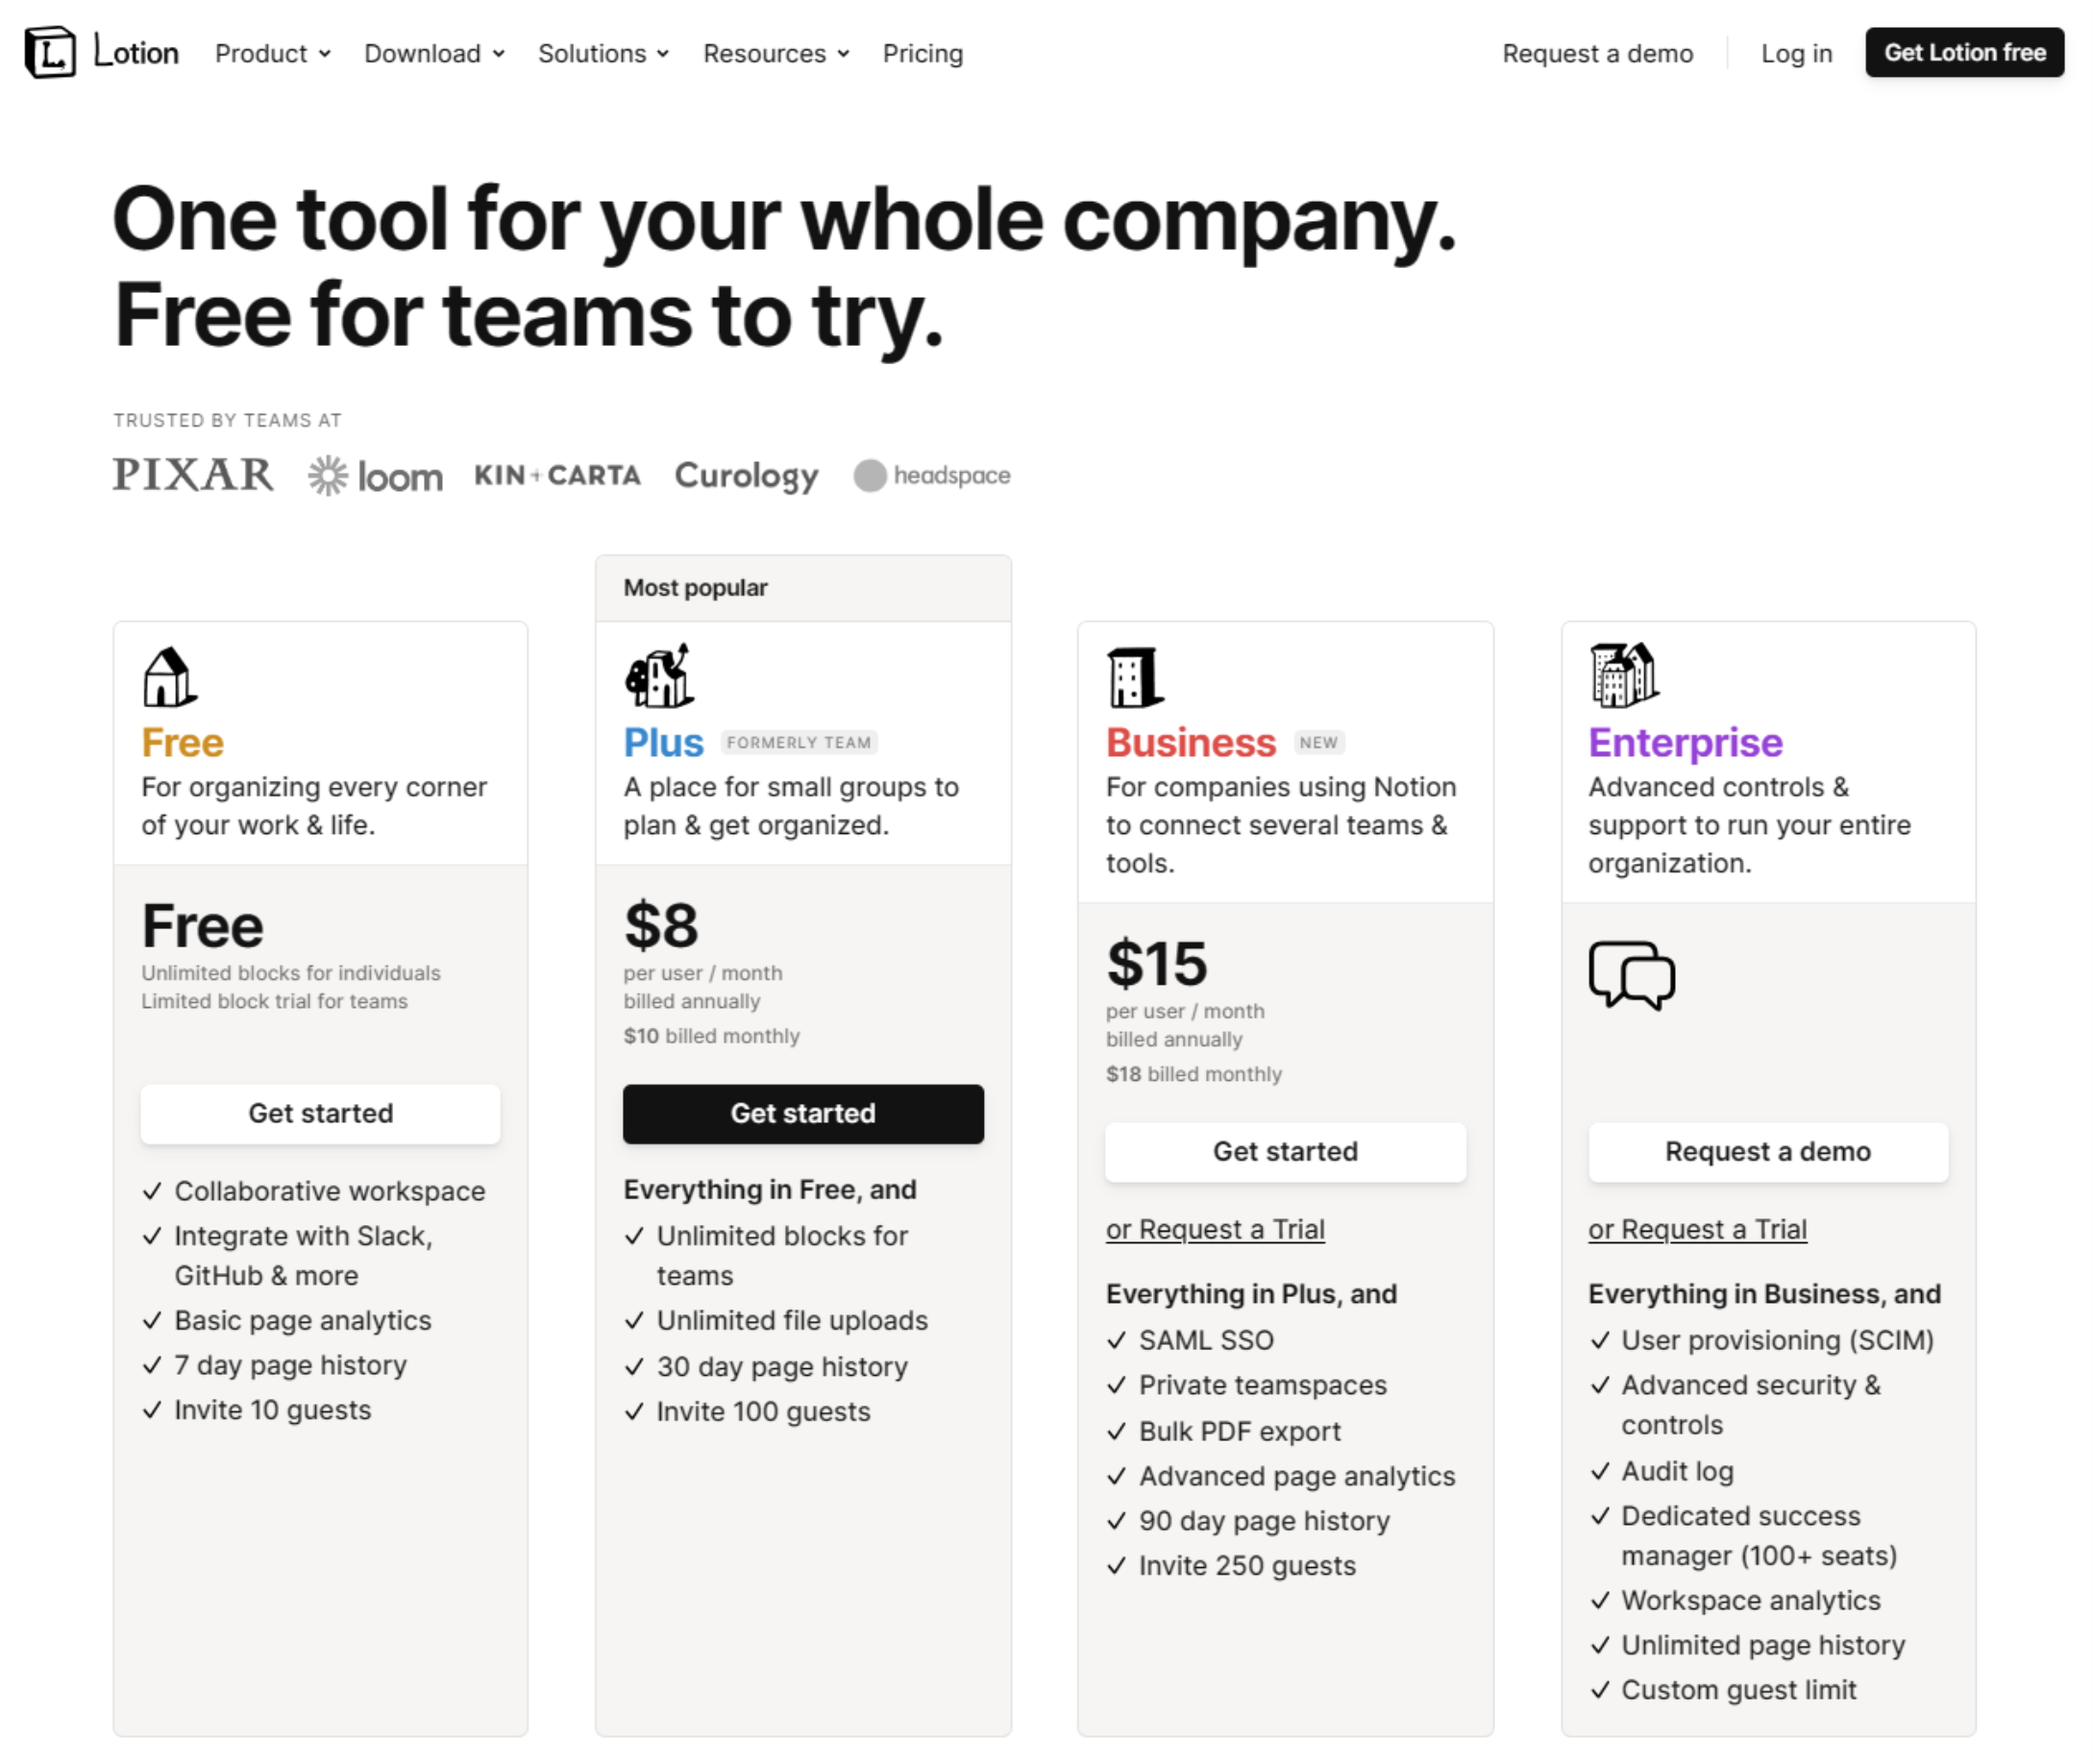 L Lotion Product Download Solutions Resources Pricing Request a demo Log in Get Lotion free
One tool for your whole company.
Free for teams to try.
TRUSTED BY TEAMS AT
PIXAR loom KIN+CARTA Curology headspace
Free
For organizing every corner
of your work & life.
Free
Unlimited blocks for individuals
Limited block trial for teams
Get started
✓ Collaborative workspace
✓ Integrate with Slack,
GitHub & more
✓ Basic page analytics
✓ 7 day page history
✓ Invite 10 guests
Most popular
Plus FORMERLY TEAM
A place for small groups to
plan & get organized.
$8
per user / month
billed annually
$10 billed monthly
Get started
Everything in Free, and
✓ Unlimited blocks for
teams
✓ Unlimited file uploads
✓ 30 day page history
✓ Invite 100 guests
Business NEW
For companies using Notion
to connect several teams &
tools.
$15
per user / month
billed annually
$18 billed monthly
Get started
or Request a Trial
Everything in Plus, and
✓ SAML SSO
✓ Private teamspaces
✓ Bulk PDF export
✓ Advanced page analytics
✓ 90 day page history
✓ Invite 250 guests
Enterprise
Advanced controls &
support to run your entire
organization.
Request a demo
or Request a Trial
Everything in Business, and
✓ User provisioning (SCIM)
✓ Advanced security &
controls
✓ Audit log
✓ Dedicated success
manager (100+ seats)
✓ Workspace analytics
✓ Unlimited page history
✓ Custom guest limit